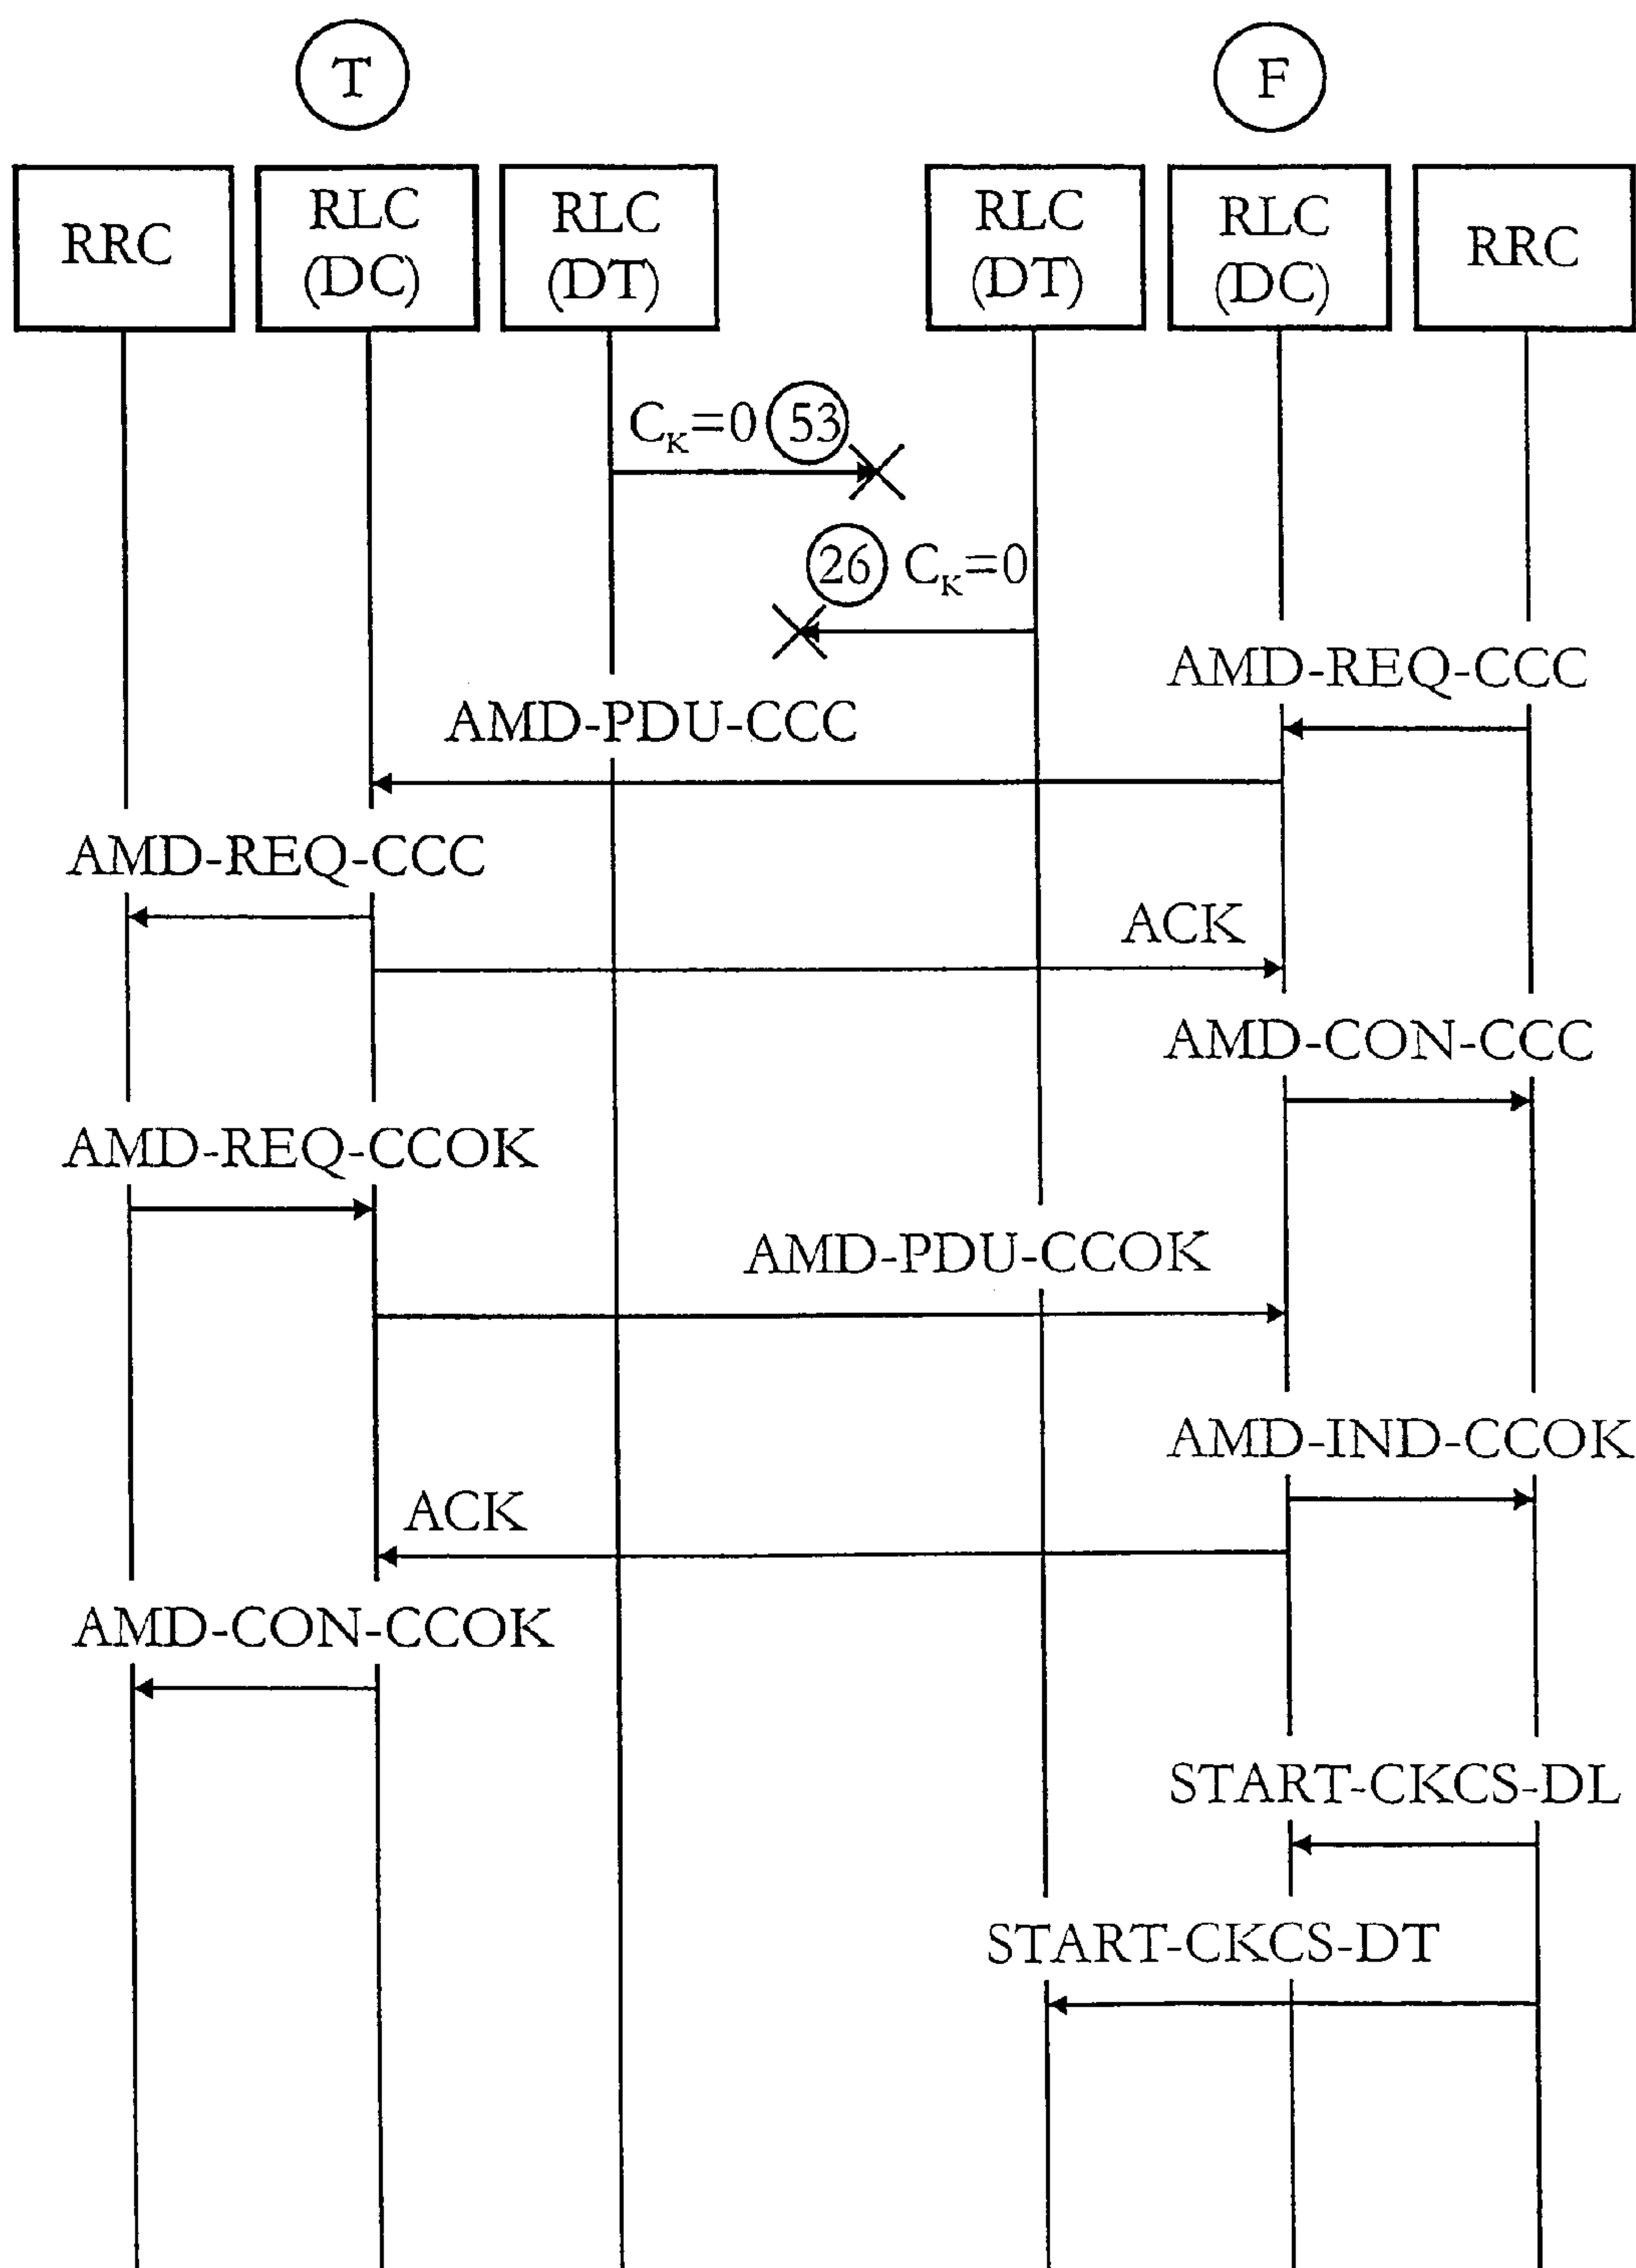 T
F
RRC
RLC
(DC)
RLC
(DT)
RLC
(DT)
RLC
(DC)
RRC
C_K=0 53
26 C_K=0
AMD-REQ-CCC
AMD-PDU-CCC
AMD-REQ-CCC
ACK
AMD-CON-CCC
AMD-REQ-CCOK
AMD-PDU-CCOK
AMD-IND-CCOK
ACK
AMD-CON-CCOK
START-CKCS-DL
START-CKCS-DT